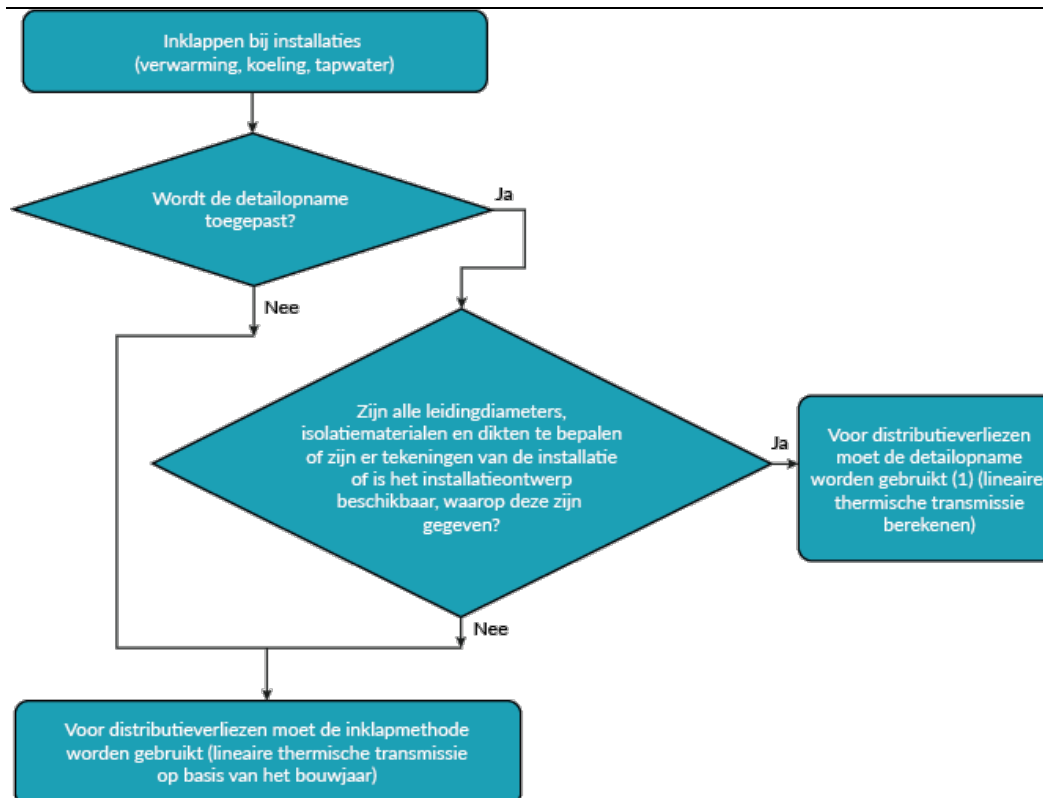 Inklappen bij installaties
(verwarming, koeling, tapwater)
Wordt de detailopname
toegepast?
Ja
Nee
Zijn alle leidingdiameters,
isolatiematerialen en dikten te bepalen
of zijn er tekeningen van de installatie
of is het installatieontwerp
beschikbaar, waarop deze zijn
gegeven?
Ja
Voor distributieverliezen
moet de detailopname
worden gebruikt (1) (lineaire
thermische transmissie
berekenen)
Nee
Voor distributieverliezen moet de inklapmethode
worden gebruikt (lineaire thermische transmissie
op basis van het bouwjaar)